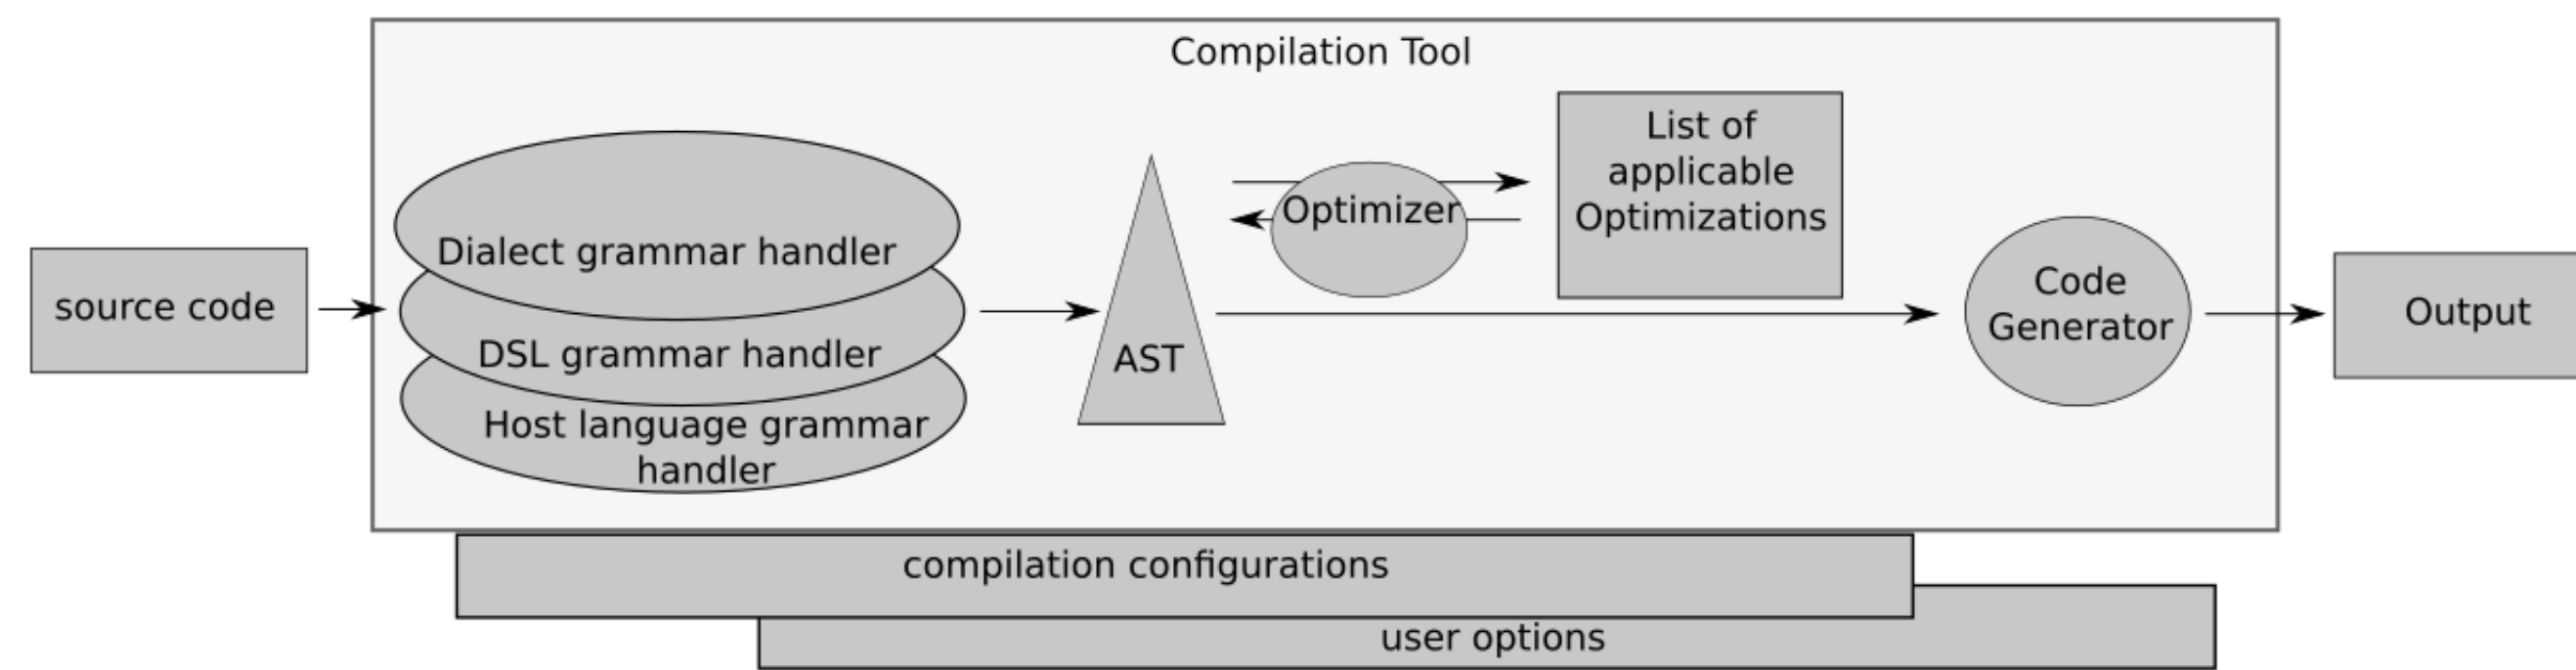 Compilation Tool
source code
Dialect grammar handler
DSL grammar handler
Host language grammar
handler
AST
Optimizer
List of
applicable
Optimizations
Code
Generator
Output
compilation configurations
user options